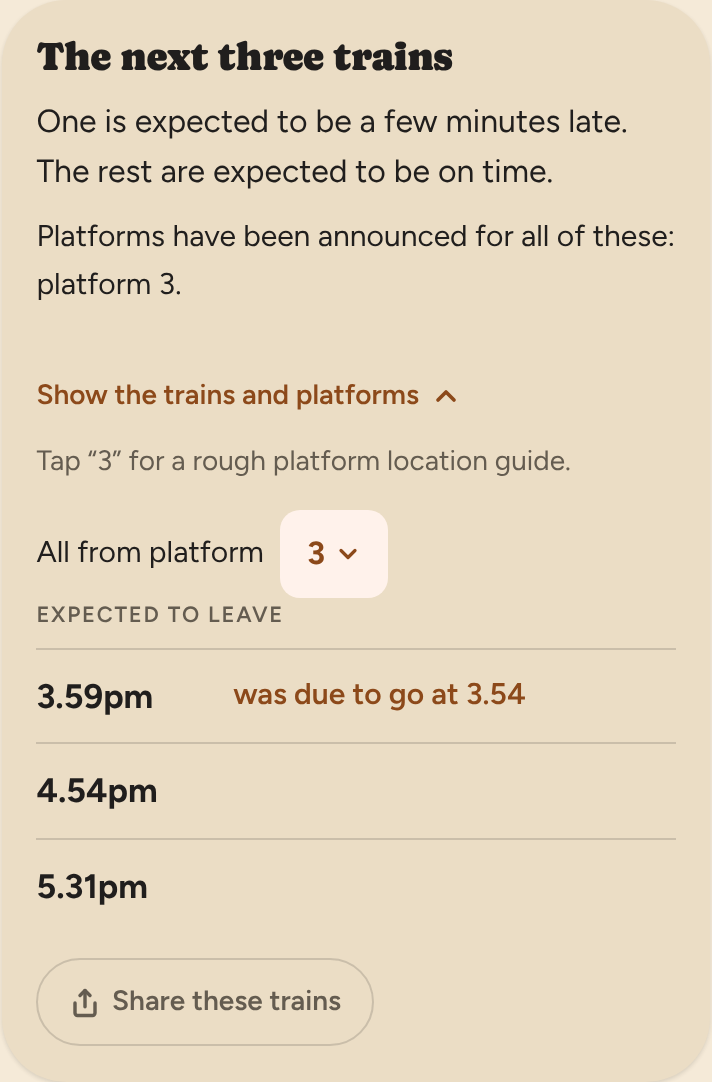 The next three trains
One is expected to be a few minutes late.
The rest are expected to be on time.
Platforms have been announced for all of these:
platform 3.
Show the trains and platforms
Tap “3” for a rough platform location guide.
All from platform 3
EXPECTED TO LEAVE
3.59pm was due to go at 3.54
4.54pm
5.31pm
Share these trains